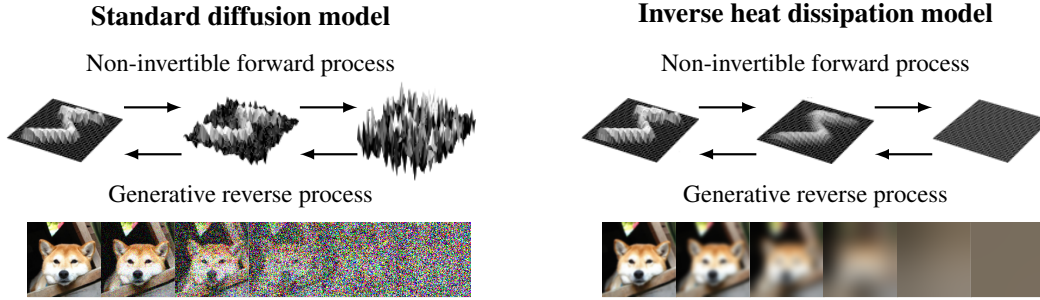 Standard diffusion model
Non-invertible forward process
Generative reverse process
Inverse heat dissipation model
Non-invertible forward process
Generative reverse process